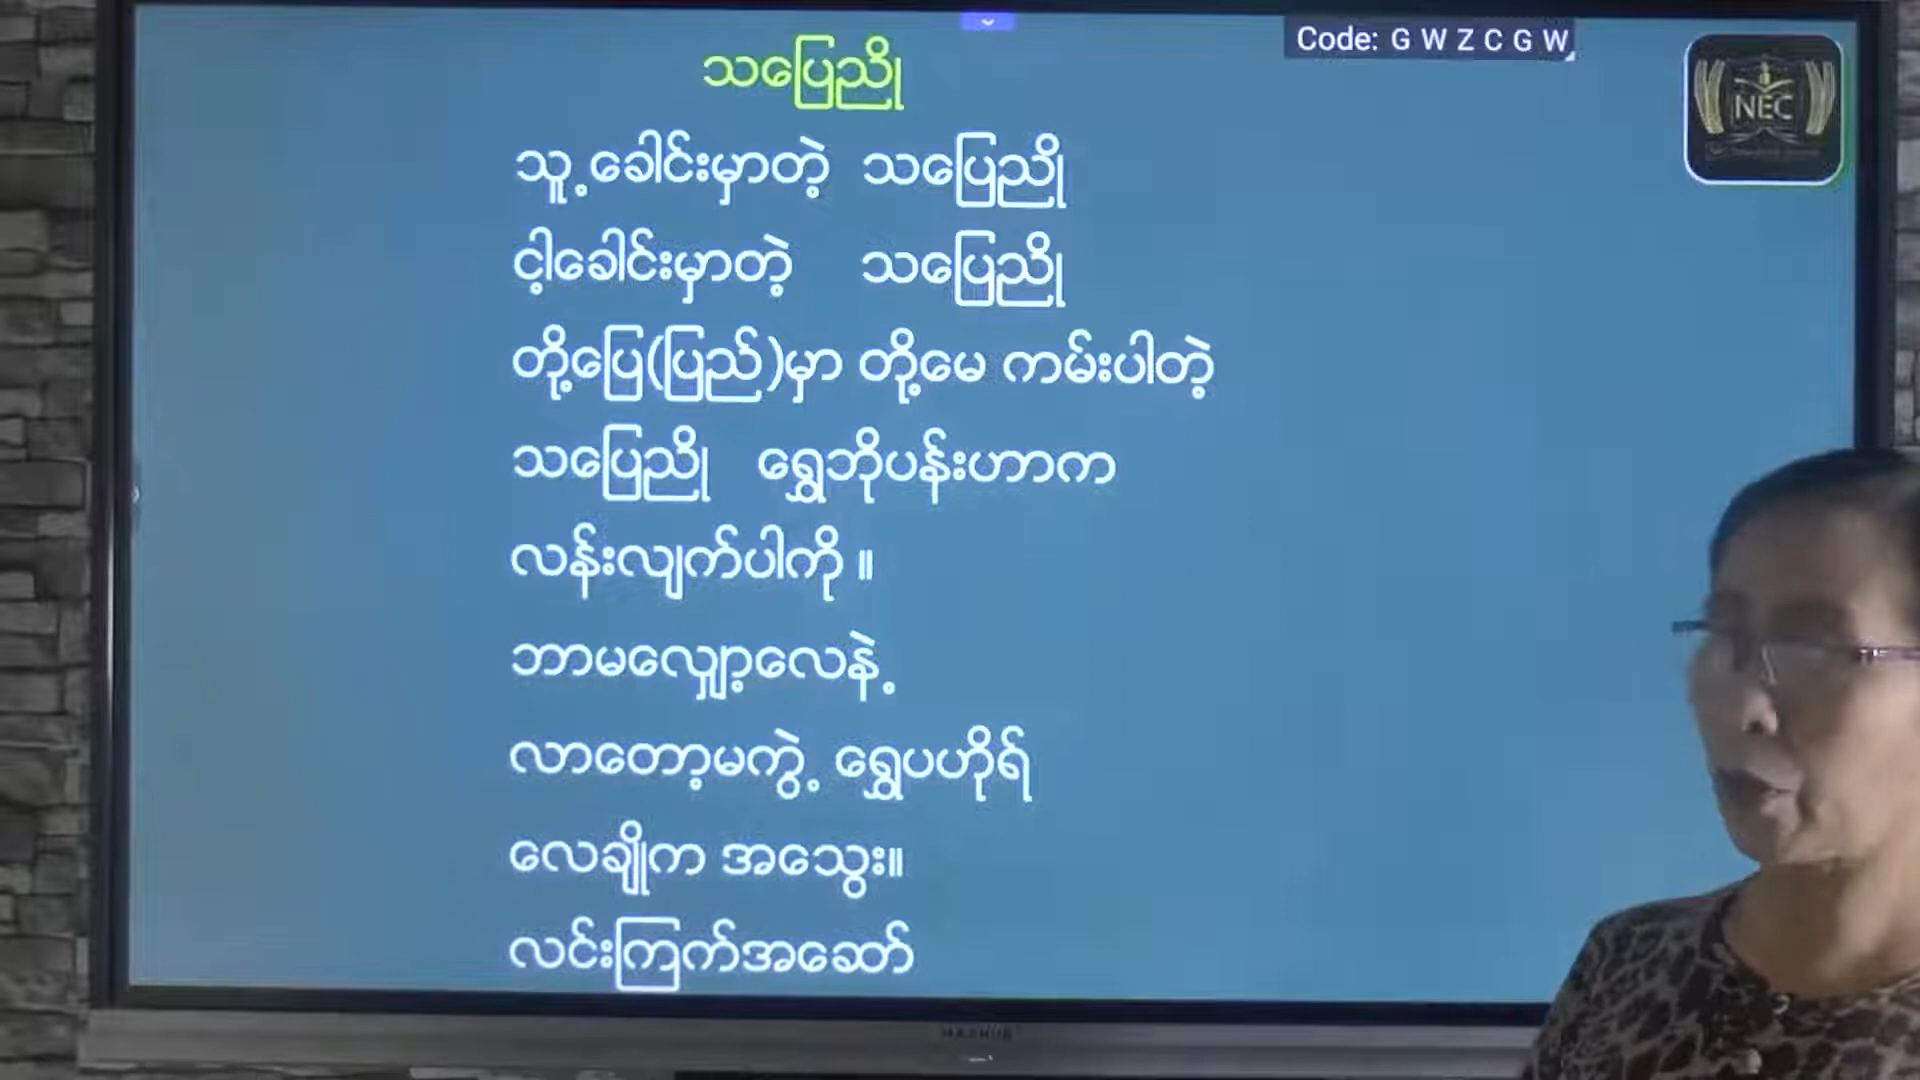 Code: G W Z C G W
သပြေညို
NEC
သူ့ခေါင်းမှာတဲ့ သပြေညို
ငါ့ခေါင်းမှာတဲ့ သပြေညို
တို့ပြေ(ပြည်)မှာ တို့မေ ကမ်းပါတဲ့
သပြေညို ရွှေဘိုပန်းဟာက
လန်းလျက်ပါကို ။
ဘာမလျှော့လေနဲ့
လာတော့မကွဲ့ ရွှေပဟိုရ်
လေချိုက အသွေး။
လင်းကြက်အဆော်
MAXHUB